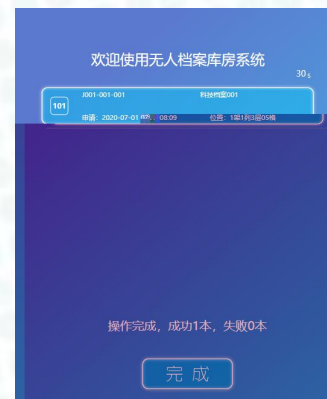 欢迎使用无人档案库房系统
30s
101
J001-001-001 科技档案001
申请：2020-07-01 08:09 位置：1单1列3层05格
操作完成，成功1本，失败0本
完成